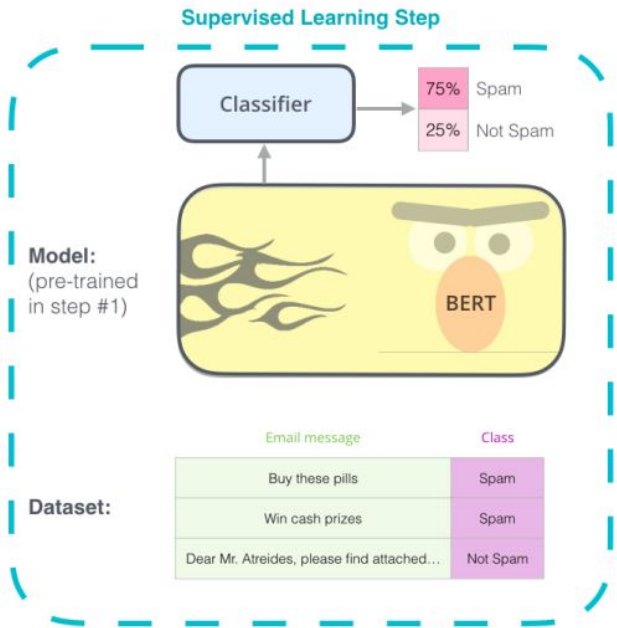 Supervised Learning Step
Classifier
75% Spam
25% Not Spam
Model:
(pre-trained
in step #1)
BERT
Email message Class
Buy these pills Spam
Win cash prizes Spam
Dataset:
Dear Mr. Atreides, please find attached... Not Spam